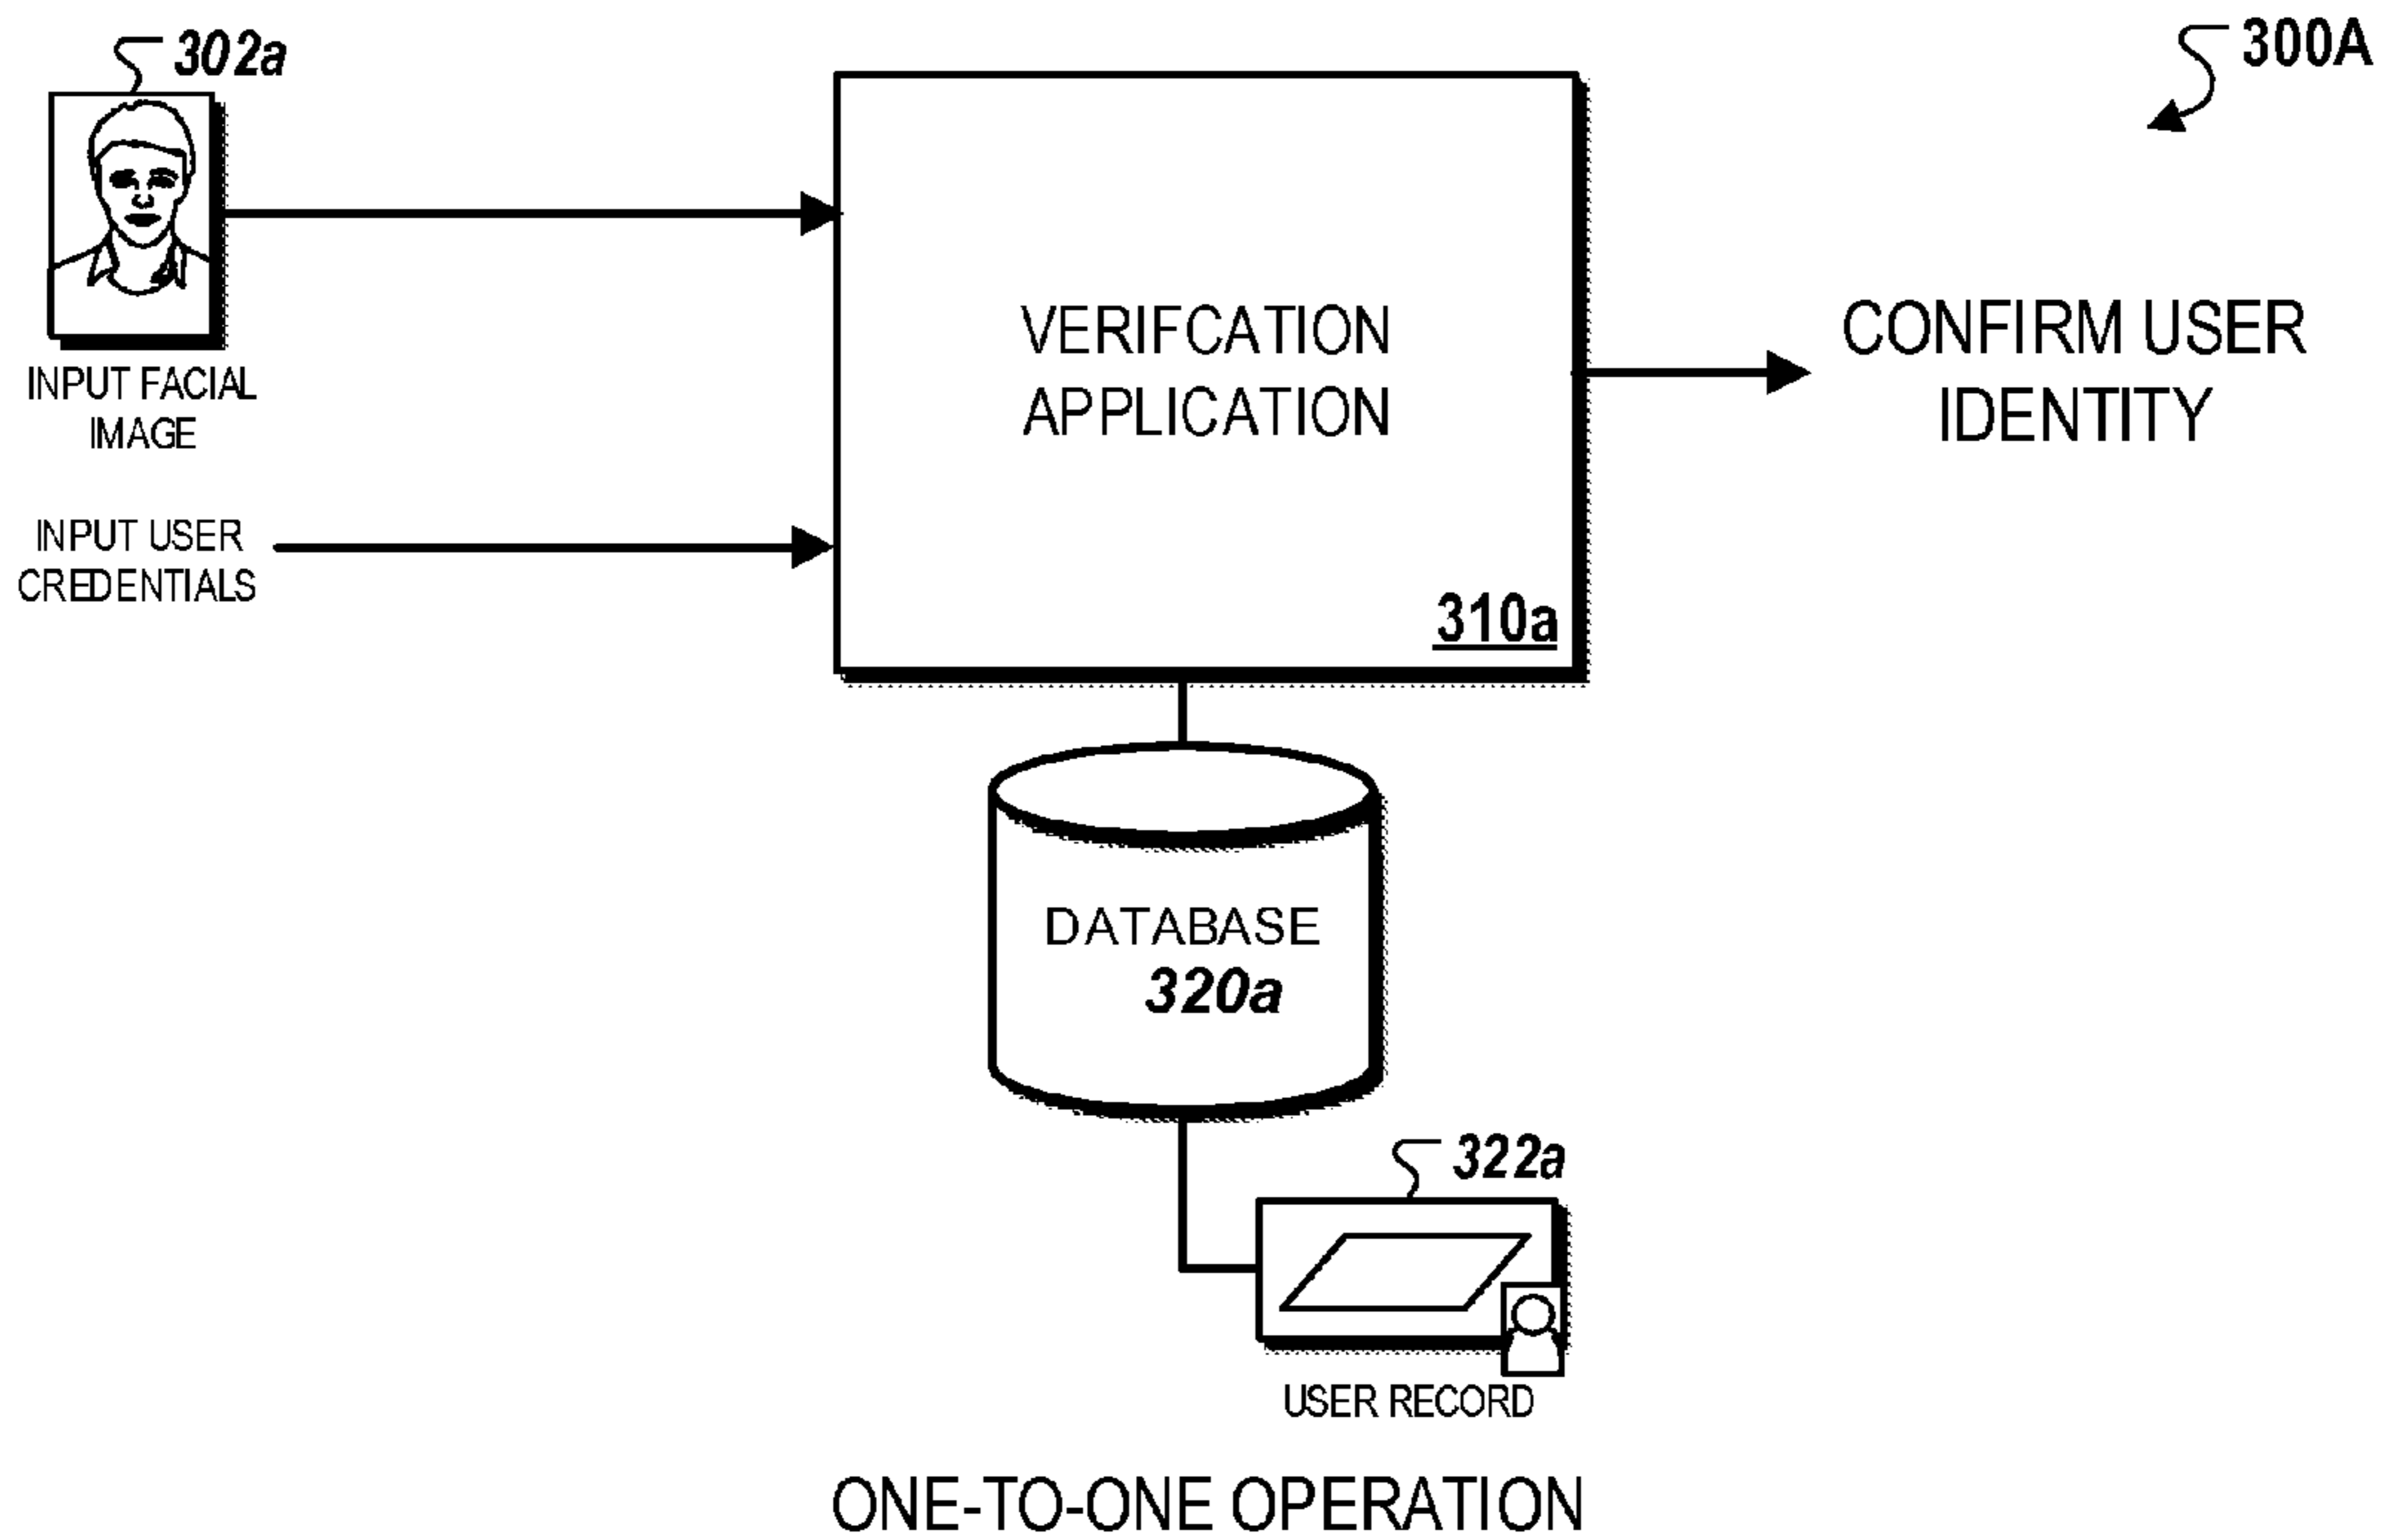 302a
300A
INPUT FACIAL
IMAGE
INPUT USER
CREDENTIALS
VERIFCATION
APPLICATION
310a
CONFIRM USER
IDENTITY
DATABASE
320a
322a
USER RECORD
ONE-TO-ONE OPERATION